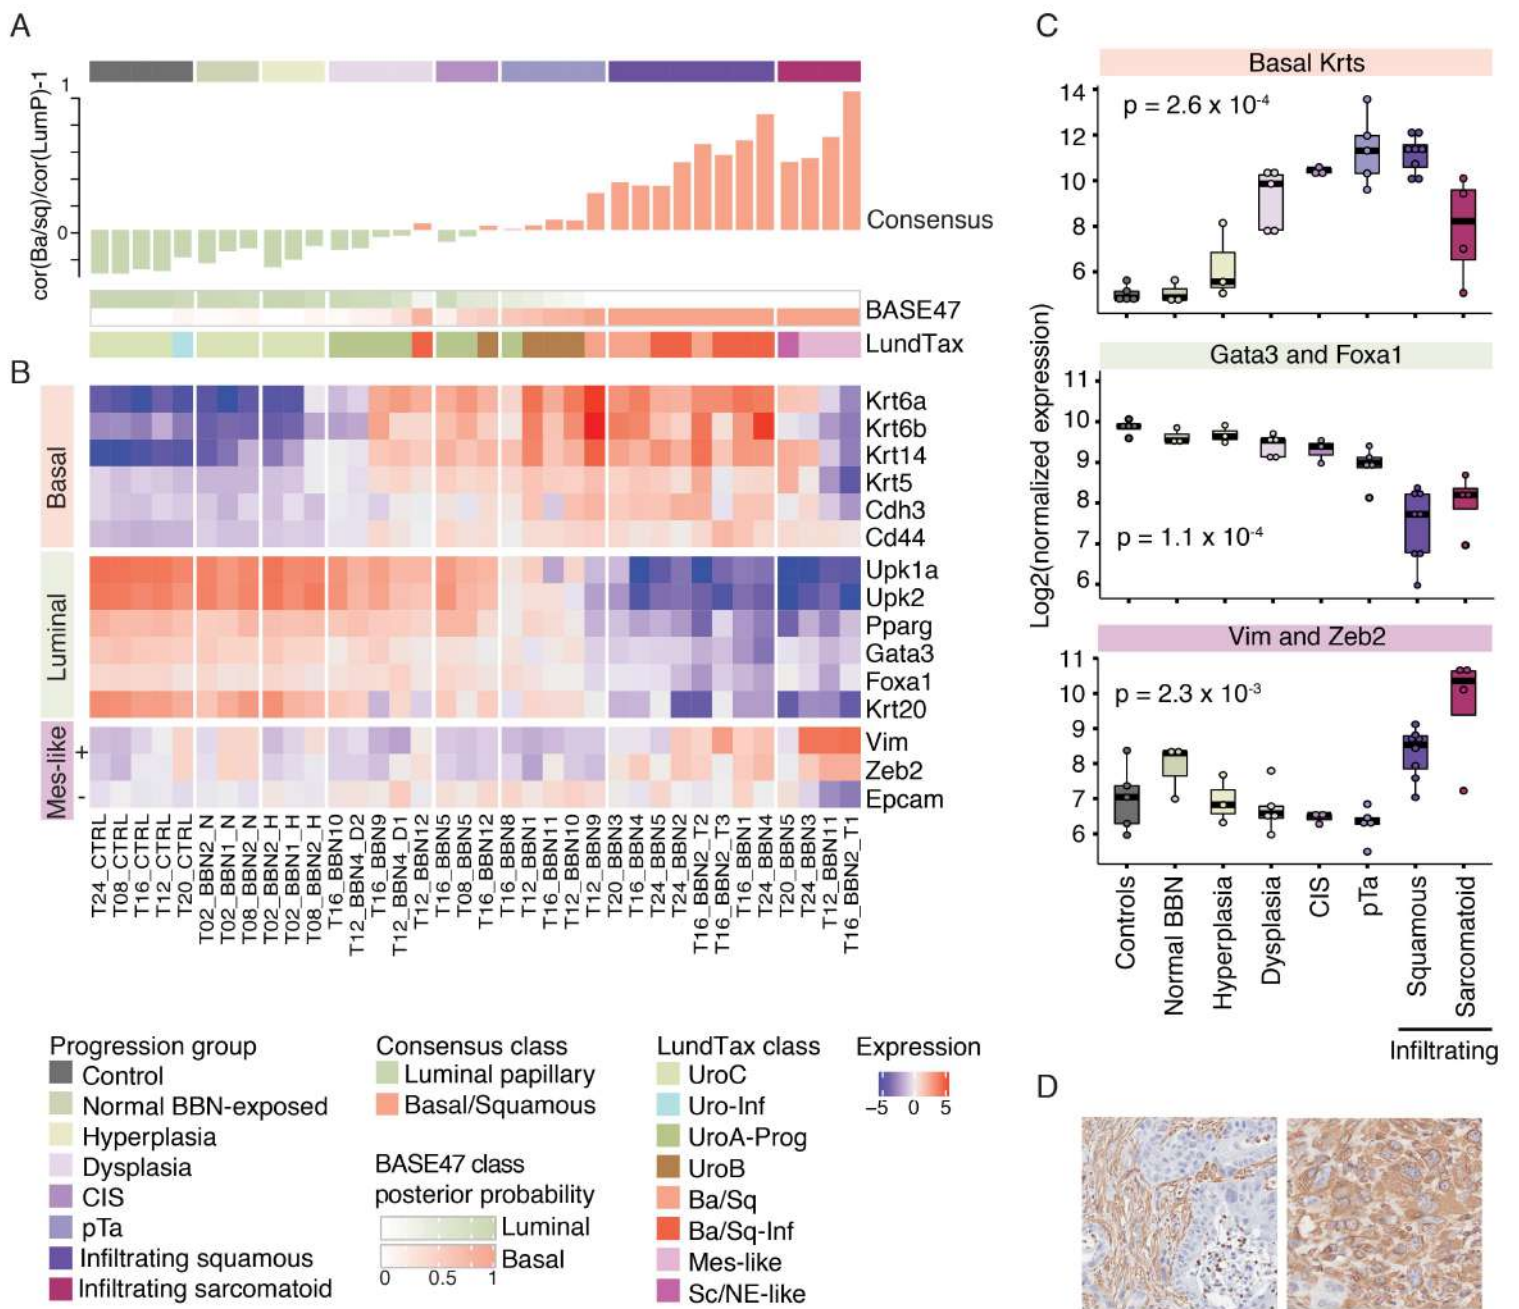 A
cor(Ba/sq)/cor(LumP)-1
1
0
Consensus
BASE47
LundTax
B
Basal
Krt6a
Krt6b
Krt14
Krt5
Cdh3
Cd44
Luminal
Upk1a
Upk2
Pparg
Gata3
Foxa1
Krt20
Mes-like
+
-
Vim
Zeb2
Epcam
T24_CTRL
T08_CTRL
T16_CTRL
T12_CTRL
T20_CTRL
T02_BBN2_N
T02_BBN1_N
T08_BBN2_N
T02_BBN2_H
T02_BBN1_H
T08_BBN2_H
T16_BBN10
T12_BBN4_D2
T16_BBN9
T12_BBN4_D1
T12_BBN12
T16_BBN5
T08_BBN5
T16_BBN12
T16_BBN8
T12_BBN1
T16_BBN11
T12_BBN10
T12_BBN9
T20_BBN3
T16_BBN4
T24_BBN5
T24_BBN2
T16_BBN2_T2
T16_BBN2_T3
T16_BBN1
T24_BBN4
T20_BBN5
T24_BBN3
T12_BBN11
T16_BBN2_T1
Progression group
Control
Normal BBN-exposed
Hyperplasia
Dysplasia
CIS
pTa
Infiltrating squamous
Infiltrating sarcomatoid
Consensus class
Luminal papillary
Basal/Squamous
BASE47 class
posterior probability
Luminal
Basal
0 0.5 1
LundTax class
UroC
Uro-Inf
UroA-Prog
UroB
Ba/Sq
Ba/Sq-Inf
Mes-like
Sc/NE-like
Expression
−5 0 5
C
Log2(normalized expression)
Basal Krts
p = 2.6 x 10-4
14
12
10
8
6
Gata3 and Foxa1
11
10
9
8
7
6
p = 1.1 x 10-4
Vim and Zeb2
11
10
9
8
7
6
p = 2.3 x 10-3
Controls
Normal BBN
Hyperplasia
Dysplasia
CIS
pTa
Squamous
Sarcomatoid
Infiltrating
D